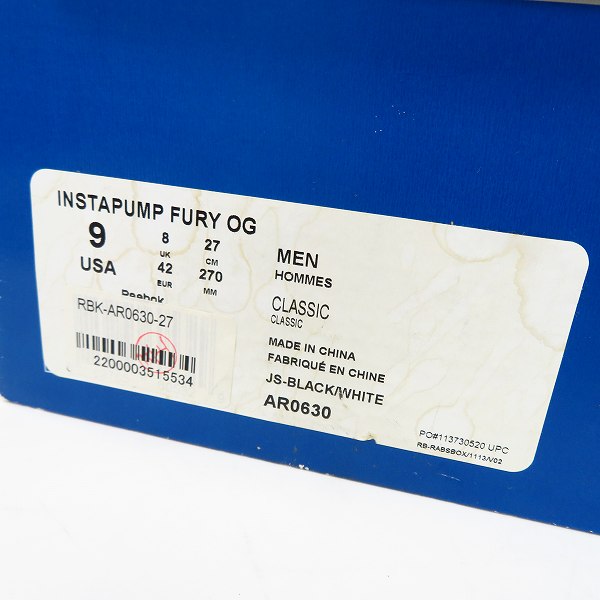 INSTAPUMP FURY OG
9 8 27
UK CM
USA 42 270
EUR MM
Reebok
RBK-AR0630-27
2200003515534
MEN
HOMMES
CLASSIC
CLASSIC
MADE IN CHINA
FABRIQUÉ EN CHINE
JS-BLACK/WHITE
AR0630
PO#113730520 UPC
RB-RABSBOX/1113/V02